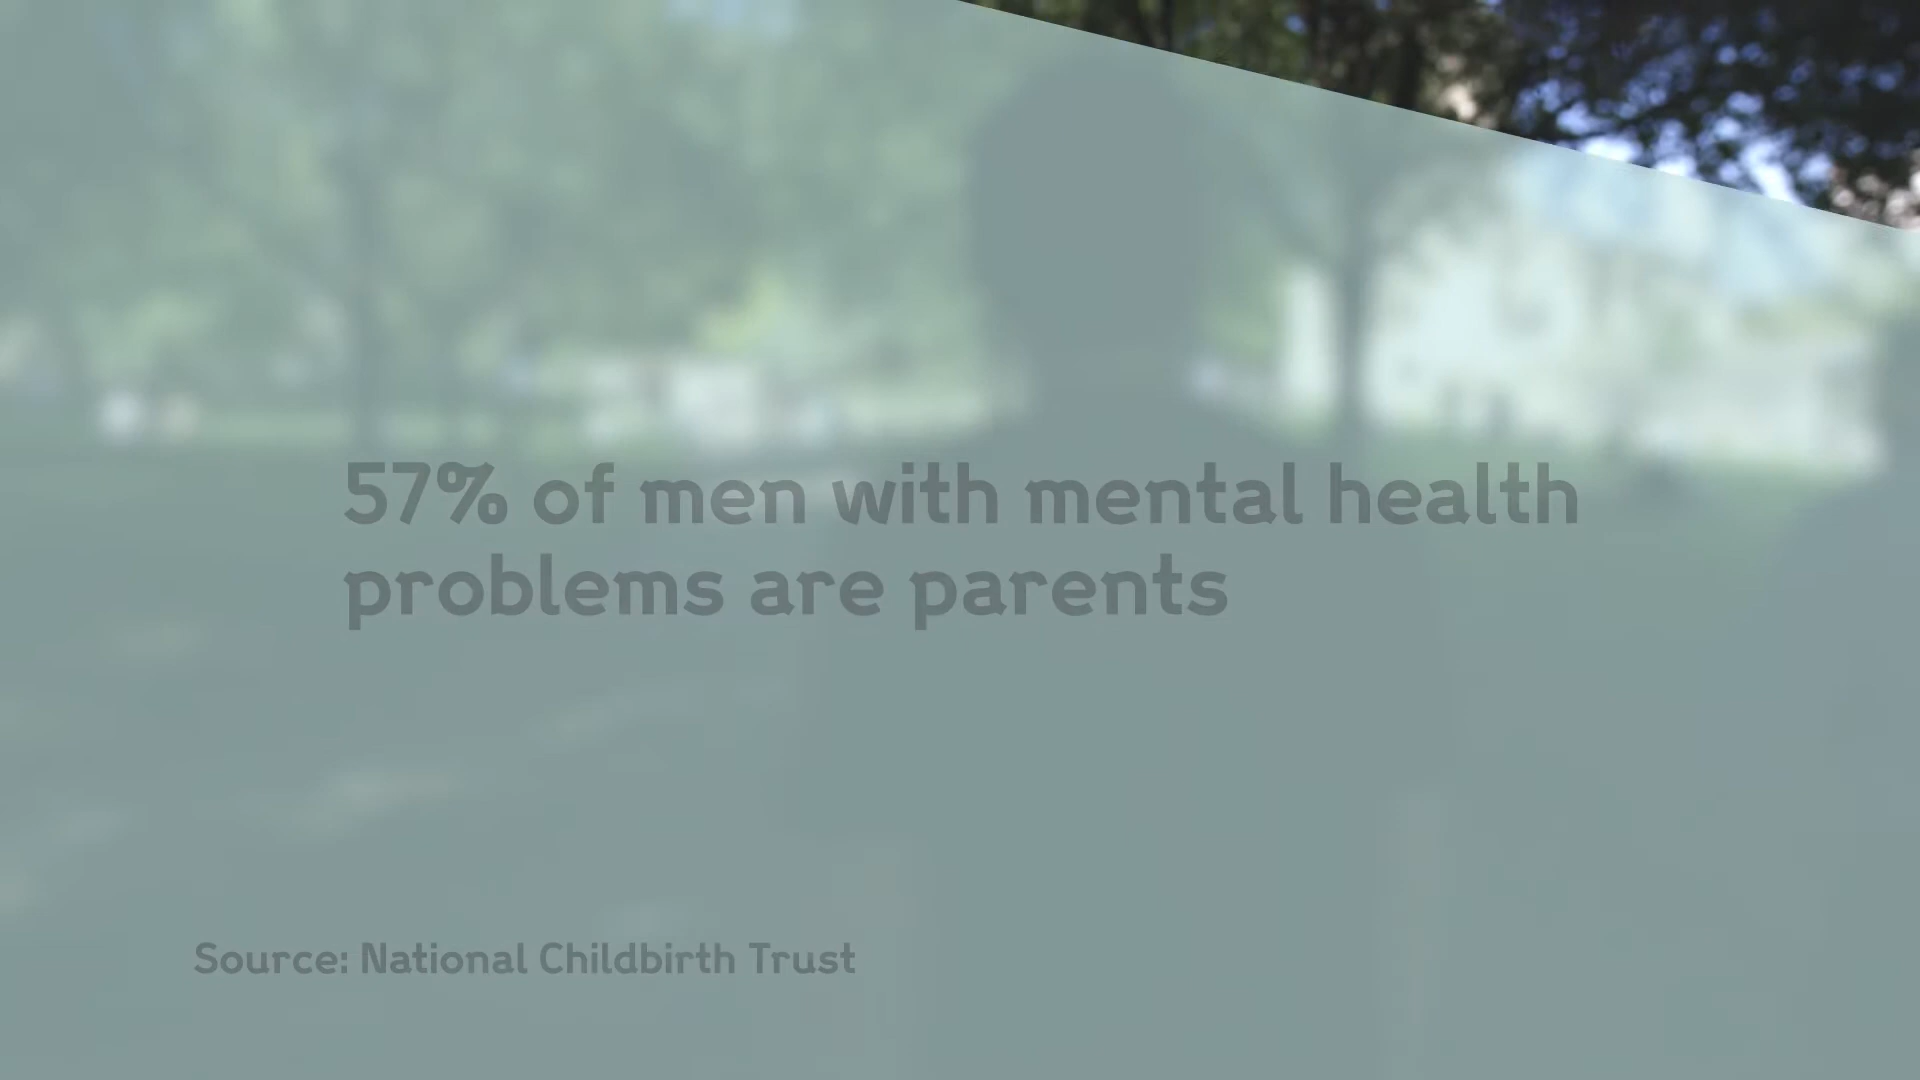 57% of men with mental health
problems are parents
Source: National Childbirth Trust